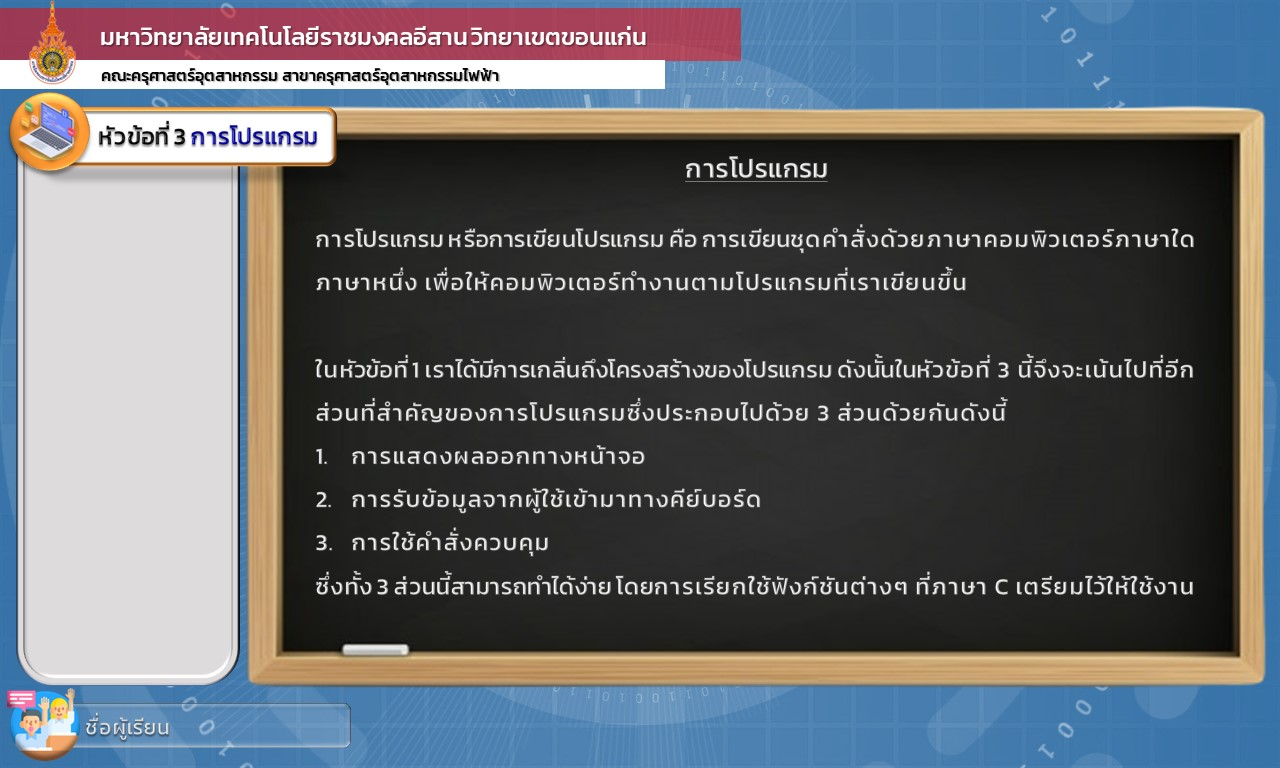 มหาวิทยาลัยเทคโนโลยีราชมงคลอีสาน วิทยาเขตขอนแก่น
คณะครุศาสตร์อุตสาหกรรม สาขาครุศาสตร์อุตสาหกรรมไฟฟ้า
หัวข้อที่ 3 การโปรแกรม
การโปรแกรม
การโปรแกรม หรือการเขียนโปรแกรม คือ การเขียนชุดคำสั่งด้วยภาษาคอมพิวเตอร์ภาษาใด
ภาษาหนึ่ง เพื่อให้คอมพิวเตอร์ทำงานตามโปรแกรมที่เราเขียนขึ้น
ในหัวข้อที่ 1 เราได้มีการเกลิ่นถึงโครงสร้างของโปรแกรม ดังนั้นในหัวข้อที่ 3 นี้จึงจะเน้นไปที่อีก
ส่วนที่สำคัญของการโปรแกรมซึ่งประกอบไปด้วย 3 ส่วนด้วยกันดังนี้
1. การแสดงผลออกทางหน้าจอ
2. การรับข้อมูลจากผู้ใช้เข้ามาทางคีย์บอร์ด
3. การใช้คำสั่งควบคุม
ซึ่งทั้ง 3 ส่วนนี้สามารถทำได้ง่าย โดยการเรียกใช้ฟังก์ชันต่างๆ ที่ภาษา C เตรียมไว้ให้ใช้งาน
ชื่อผู้เรียน